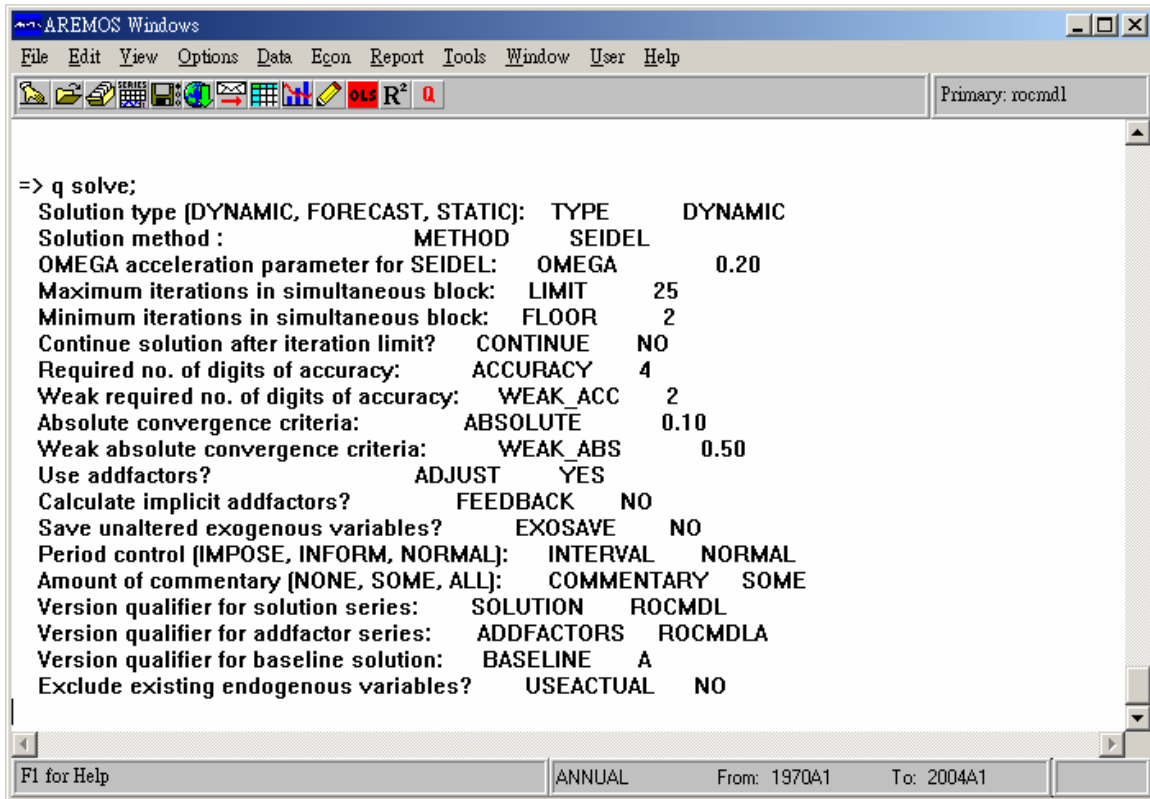 AREMOS Windows
File Edit View Options Data Econ Report Tools Window User Help
SERIES OLS R² Q Primary: rocmdl
=> q solve;
Solution type (DYNAMIC, FORECAST, STATIC): TYPE DYNAMIC
Solution method : METHOD SEIDEL
OMEGA acceleration parameter for SEIDEL: OMEGA 0.20
Maximum iterations in simultaneous block: LIMIT 25
Minimum iterations in simultaneous block: FLOOR 2
Continue solution after iteration limit? CONTINUE NO
Required no. of digits of accuracy: ACCURACY 4
Weak required no. of digits of accuracy: WEAK_ACC 2
Absolute convergence criteria: ABSOLUTE 0.10
Weak absolute convergence criteria: WEAK_ABS 0.50
Use addfactors? ADJUST YES
Calculate implicit addfactors? FEEDBACK NO
Save unaltered exogenous variables? EXOSAVE NO
Period control (IMPOSE, INFORM, NORMAL): INTERVAL NORMAL
Amount of commentary (NONE, SOME, ALL): COMMENTARY SOME
Version qualifier for solution series: SOLUTION ROCMDL
Version qualifier for addfactor series: ADDFACTORS ROCMDLA
Version qualifier for baseline solution: BASELINE A
Exclude existing endogenous variables? USEACTUAL NO
F1 for Help ANNUAL From: 1970A1 To: 2004A1